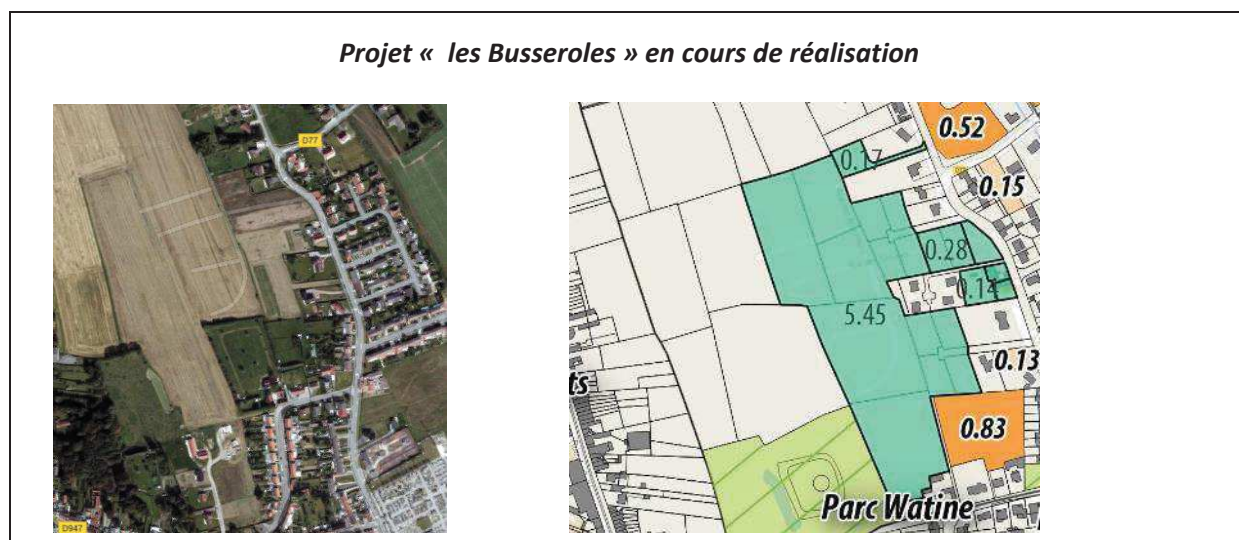 Projet « les Busseroles » en cours de réalisation
D77
D947
0.52
0.17
0.15
0.28
0.14
5.45
0.13
ts
0.83
Parc Watine